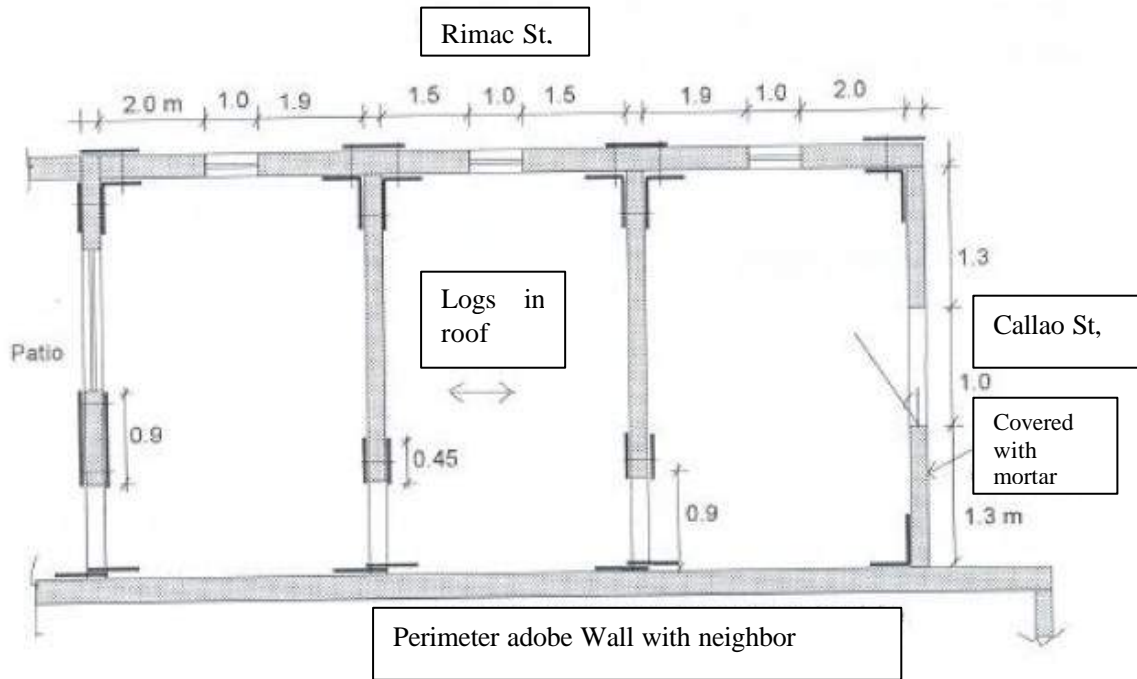 Rimac St,
2.0 m 1.0 1.9 1.5 1.0 1.5 1.9 1.0 2.0
1.3
Logs in
roof
Callao St,
Patio
1.0
0.9
0.45
Covered
with
mortar
0.9
1.3 m
Perimeter adobe Wall with neighbor